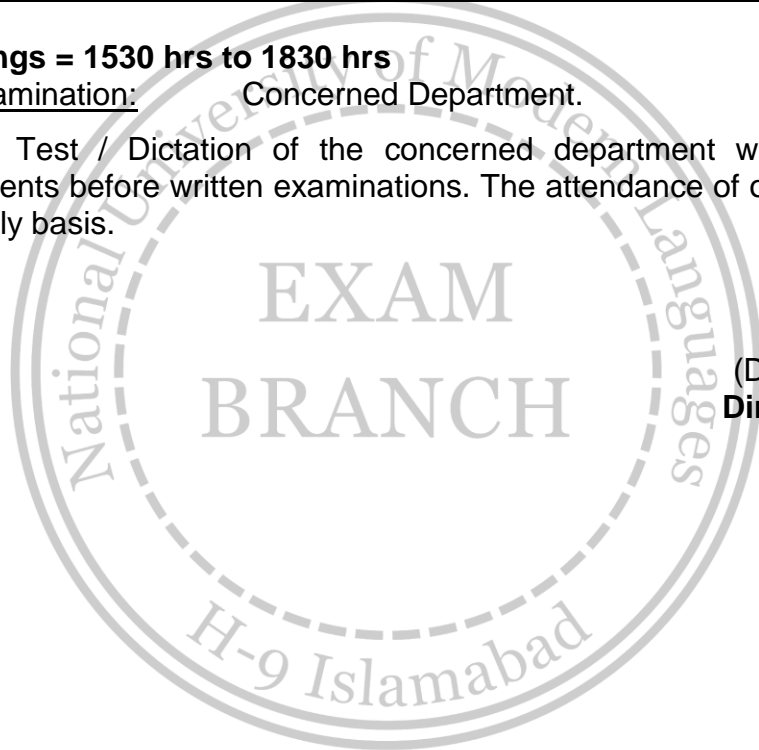 ngs = 1530 hrs to 1830 hrs
amination: Concerned Department.
Test / Dictation of the concerned department w
ents before written examinations. The attendance of c
ly basis.
National University of Modern Languages
EXAM
BRANCH
(D
Dir
H-9 Islamabad